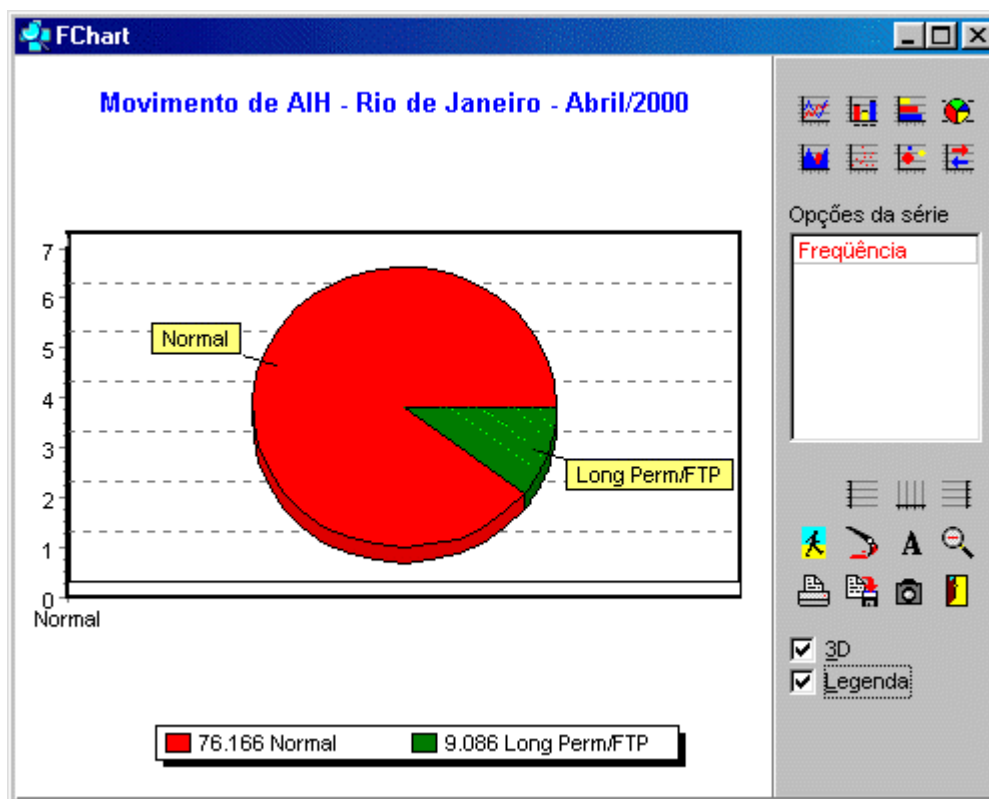 FChart
Movimento de AIH - Rio de Janeiro - Abril/2000
Opções da série
Freqüência
7
6
5
4
3
2
1
0
Normal
Normal
Long Perm/FTP
A
3D
Legenda
76.166 Normal
9.086 Long Perm/FTP